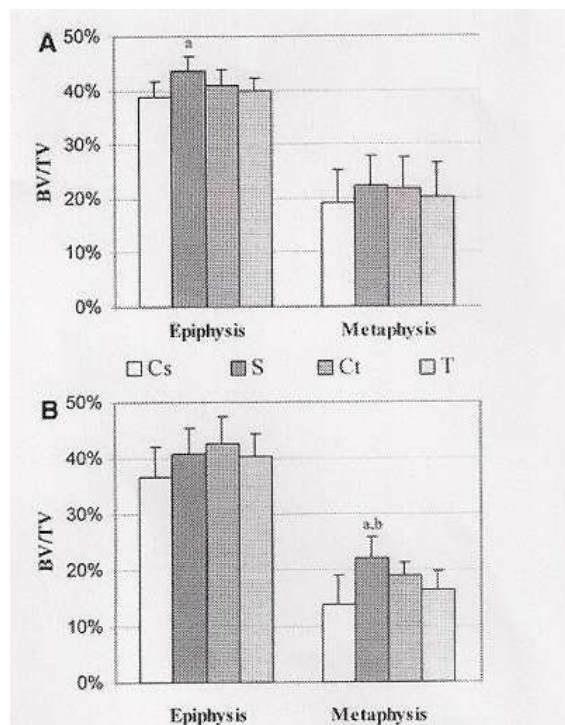 A
50%
a
40%
BV/TV
30%
20%
10%
0%
Epiphysis Metaphysis
Cs S Ct T
B
50%
40%
BV/TV
30%
a,b
20%
10%
0%
Epiphysis Metaphysis